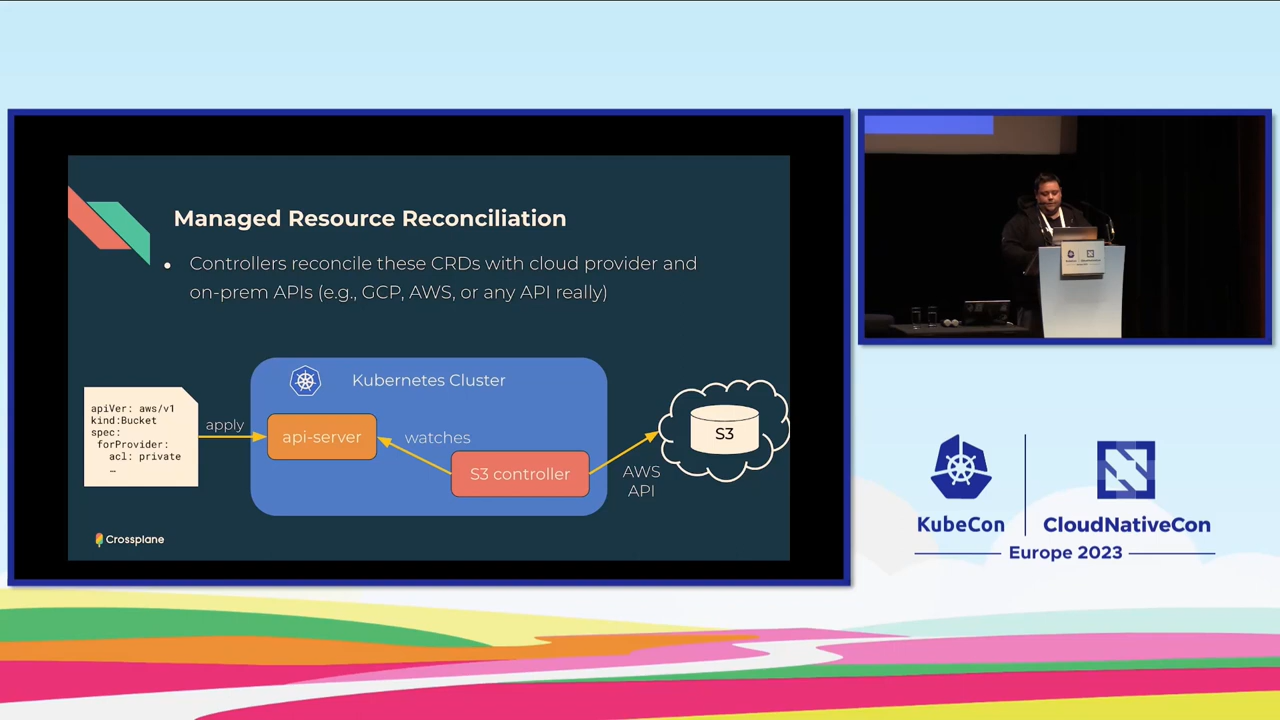 Managed Resource Reconciliation
Controllers reconcile these CRDs with cloud provider and
on-prem APIs (e.g., GCP, AWS, or any API really)
Kubernetes Cluster
apiVer: aws/v1
kind:Bucket
spec:
forProvider:
acl: private
…
apply
api-server
watches
S3 controller
AWS
API
S3
Crossplane
KubeCon
CloudNativeCon
Europe 2023